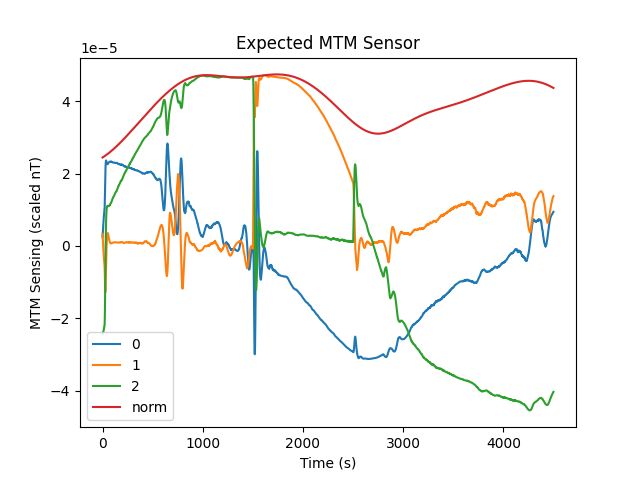 Expected MTM Sensor
1e−5
4
2
0
−2
−4
MTM Sensing (scaled nT)
0
1
2
norm
0
1000
2000
3000
4000
Time (s)